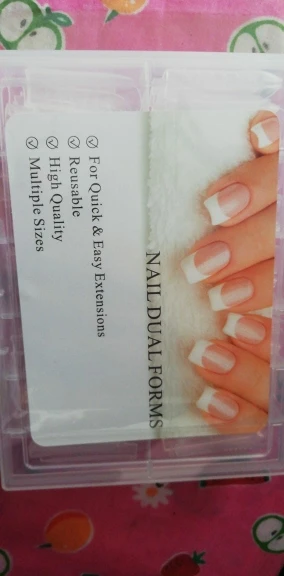 NAIL DUAL FORMS
For Quick & Easy Extensions
Reusable
High Quality
Multiple Sizes